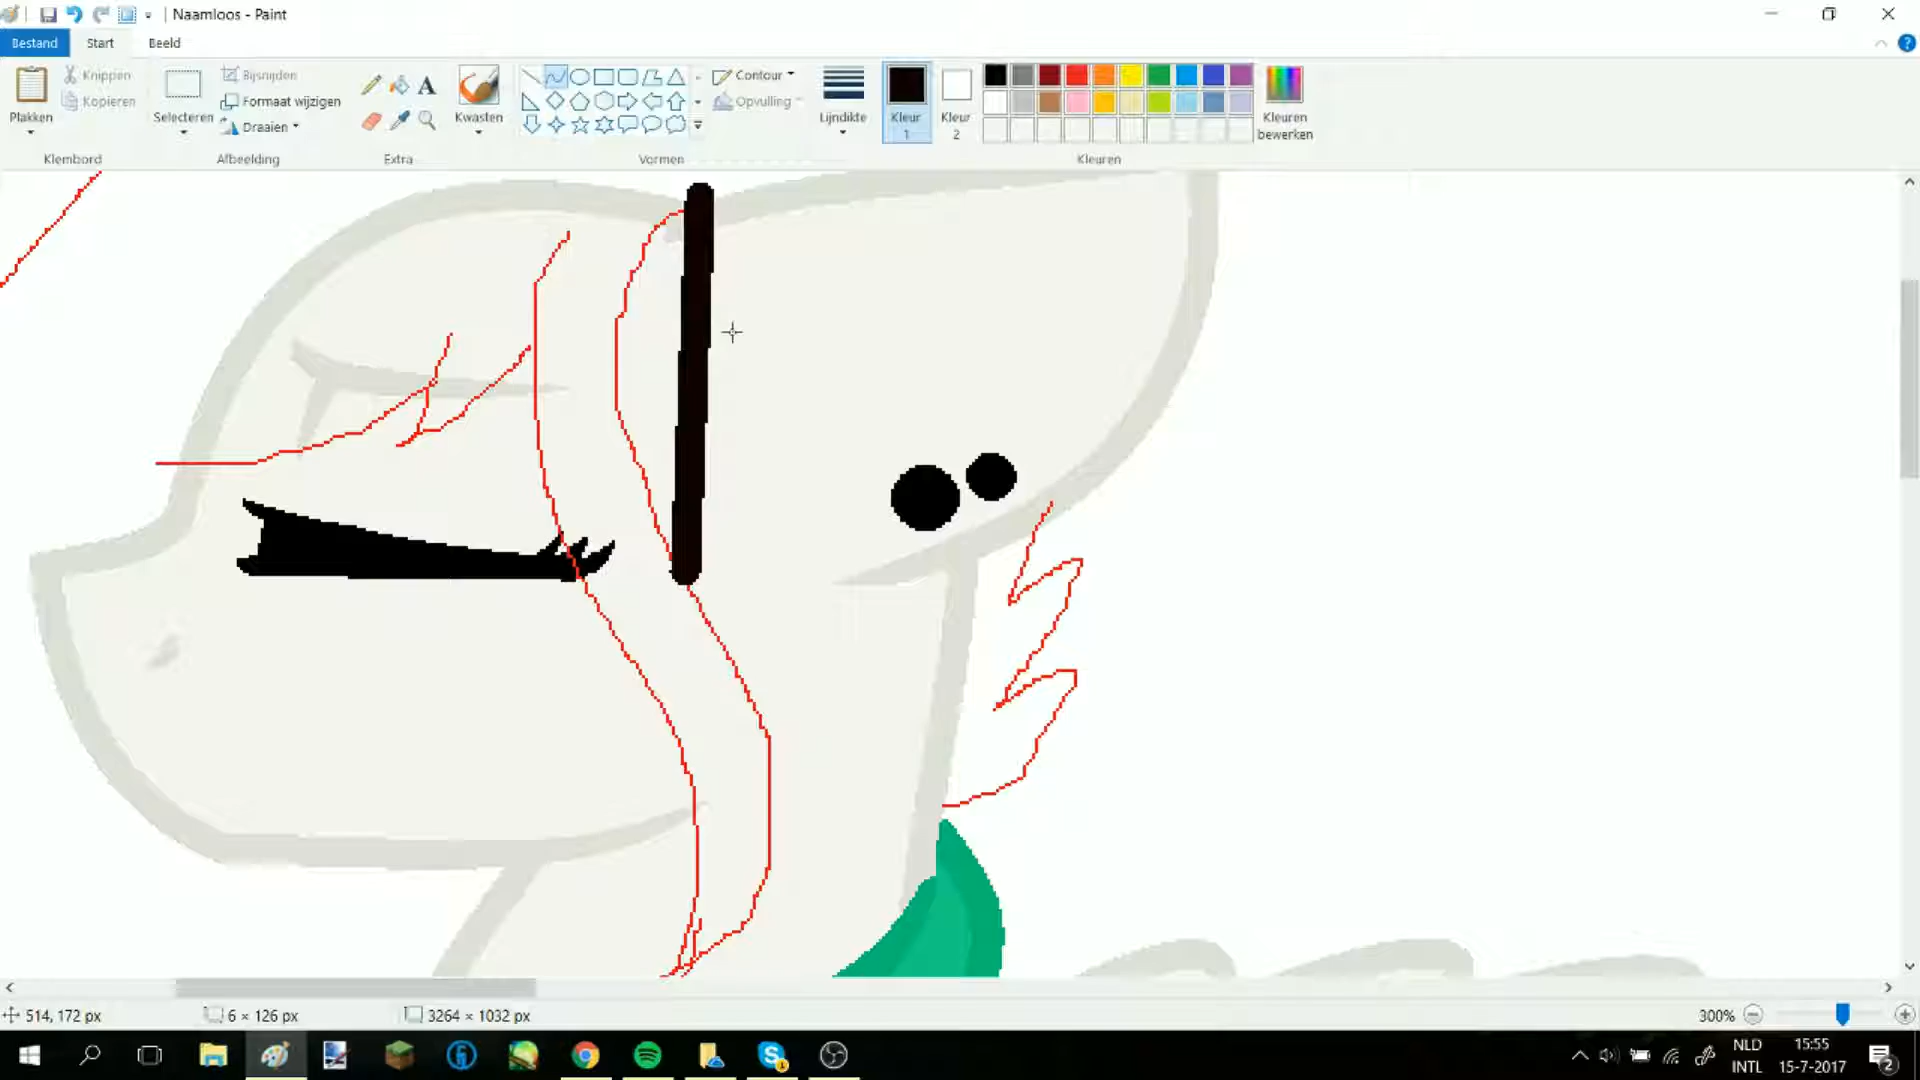 Naamloos - Paint
Bestand Start Beeld
Plakken
Knippen
Kopiëren
Klembord
Selecteren
Bijsnijden
Formaat wijzigen
Draaien
Afbeelding
A
Extra
Kwasten
Contour
Opvulling
Vormen
Lijndikte
Kleur 1
Kleur 2
Kleuren bewerken
Kleuren
514, 172 px 6 × 126 px 3264 × 1032 px 300%
NLD 15:55
INTL 15-7-2017
2